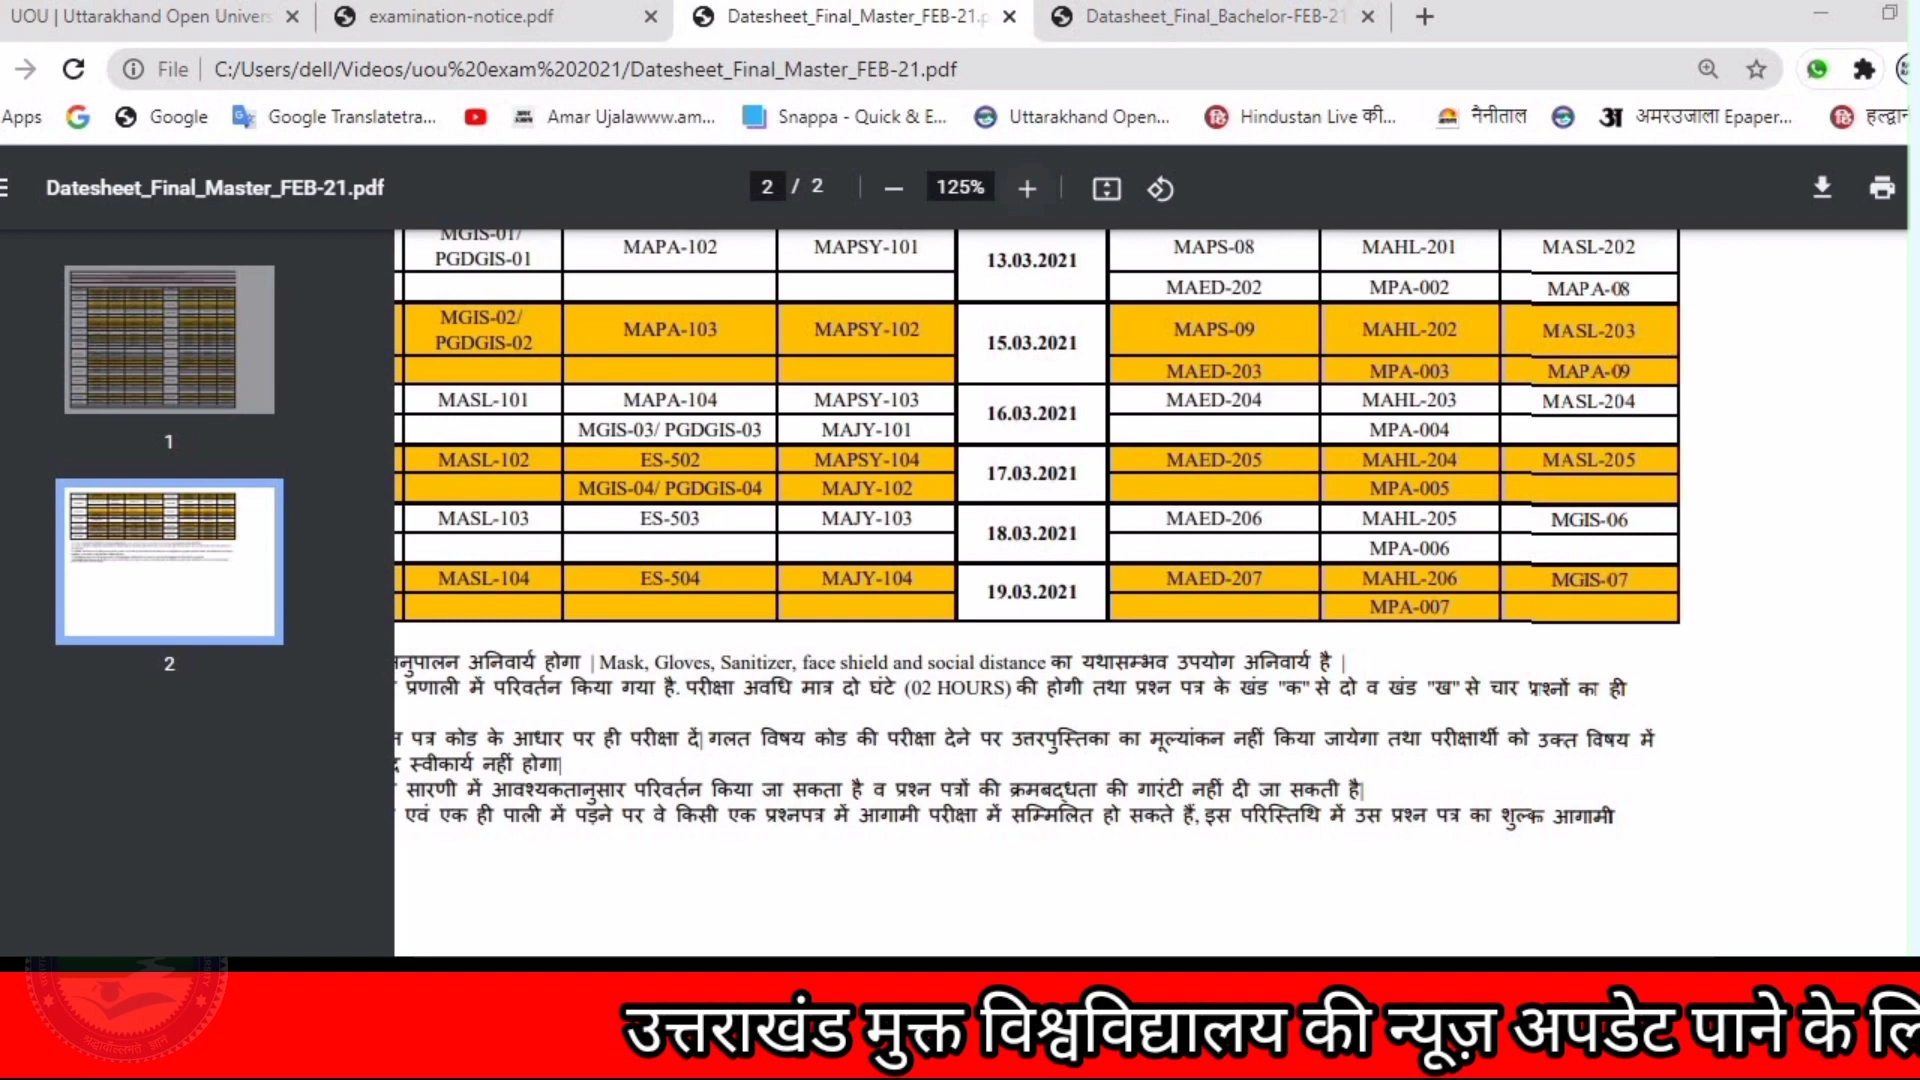 UOU | Uttarakhand Open Univers
examination-notice.pdf
Datesheet_Final_Master_FEB-21.p
Datasheet_Final_Bachelor-FEB-21
File C:/Users/dell/Videos/uou%20exam%202021/Datesheet_Final_Master_FEB-21.pdf
Apps Google Google Translatetra... Amar Ujalawww.am... Snappa - Quick & E... Uttarakhand Open... Hindustan Live की... नैनीताल अमरउजाला Epaper... हल्द्वान
Datesheet_Final_Master_FEB-21.pdf 2 / 2 125%
1
2
MGIS-01/ PGDGIS-01 MAPA-102 MAPSY-101 13.03.2021 MAPS-08 MAHL-201 MASL-202
MAED-202 MPA-002 MAPA-08
MGIS-02/ PGDGIS-02 MAPA-103 MAPSY-102 15.03.2021 MAPS-09 MAHL-202 MASL-203
MAED-203 MPA-003 MAPA-09
MASL-101 MAPA-104 MAPSY-103 16.03.2021 MAED-204 MAHL-203 MASL-204
MGIS-03/ PGDGIS-03 MAJY-101 MPA-004
MASL-102 ES-502 MAPSY-104 17.03.2021 MAED-205 MAHL-204 MASL-205
MGIS-04/ PGDGIS-04 MAJY-102 MPA-005
MASL-103 ES-503 MAJY-103 18.03.2021 MAED-206 MAHL-205 MGIS-06
MPA-006
MASL-104 ES-504 MAJY-104 19.03.2021 MAED-207 MAHL-206 MGIS-07
MPA-007
नुपालन अनिवार्य होगा | Mask, Gloves, Sanitizer, face shield and social distance का यथासम्भव उपयोग अनिवार्य है |
प्रणाली में परिवर्तन किया गया है. परीक्षा अवधि मात्र दो घंटे (02 HOURS) की होगी तथा प्रश्न पत्र के खंड "क" से दो व खंड "ख" से चार प्रश्नों का ही
पत्र कोड के आधार पर ही परीक्षा दें| गलत विषय कोड की परीक्षा देने पर उत्तरपुस्तिका का मूल्यांकन नहीं किया जायेगा तथा परीक्षार्थी को उक्त विषय में
स्वीकार्य नहीं होगा|
सारणी में आवश्यकतानुसार परिवर्तन किया जा सकता है व प्रश्न पत्रों की क्रमबद्धता की गारंटी नहीं दी जा सकती है|
एवं एक ही पाली में पड़ने पर वे किसी एक प्रश्नपत्र में आगामी परीक्षा में सम्मिलित हो सकते हैं, इस परिस्तिथि में उस प्रश्न पत्र का शुल्क आगामी
उत्तराखंड मुक्त विश्वविद्यालय की न्यूज़ अपडेट पाने के लि